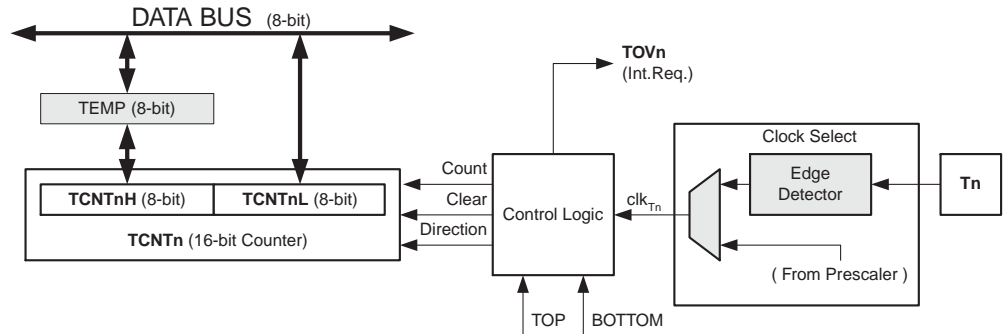 DATA BUS (8-bit)
TEMP (8-bit)
TCNTnH (8-bit)
TCNTnL (8-bit)
TCNTn (16-bit Counter)
Count
Clear
Direction
Control Logic
TOVn
(Int.Req.)
TOP
BOTTOM
clkTn
Clock Select
Edge
Detector
( From Prescaler )
Tn